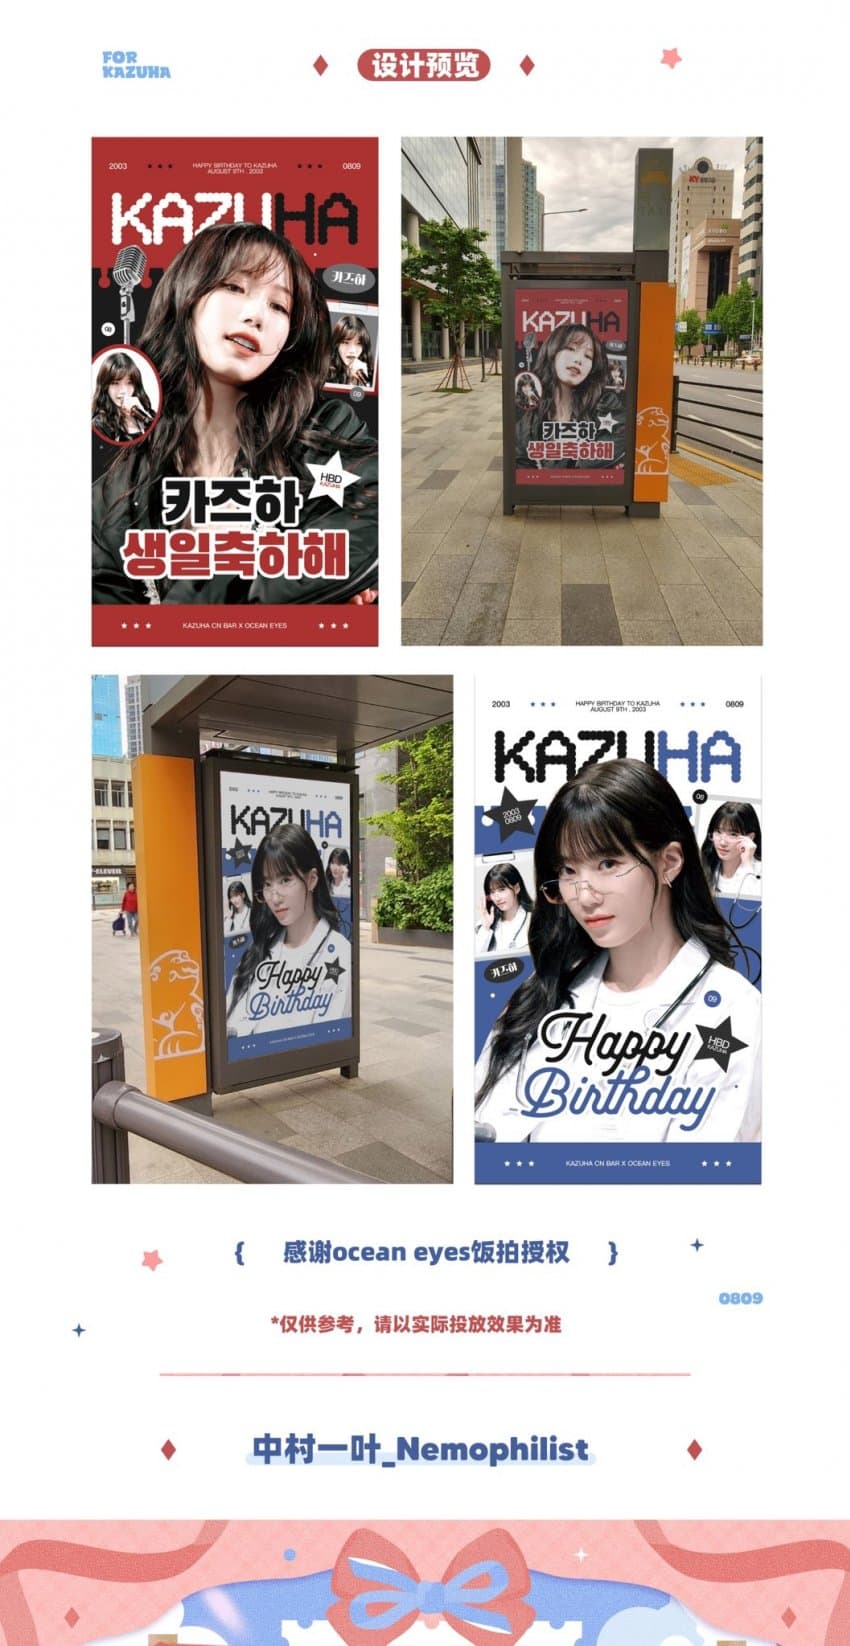 FOR
KAZUHA
设计预览
2003
HAPPY BIRTHDAY TO KAZUHA
AUGUST 9TH . 2003
0809
KAZUHA
카즈하
08
09
HBD
KAZUHA
카즈하
생일축하해
KAZUHA CN BAR X OCEAN EYES
KAZUHA
카즈하
생일축하해
KAZUHA
Happy
Birthday
2003
HAPPY BIRTHDAY TO KAZUHA
AUGUST 9TH . 2003
0809
KAZUHA
2003
0809
08
카즈하
09
HBD
KAZUHA
Happy
Birthday
KAZUHA CN BAR X OCEAN EYES
{ 感谢ocean eyes饭拍授权 }
0809
*仅供参考，请以实际投放效果为准
中村一叶_Nemophilist